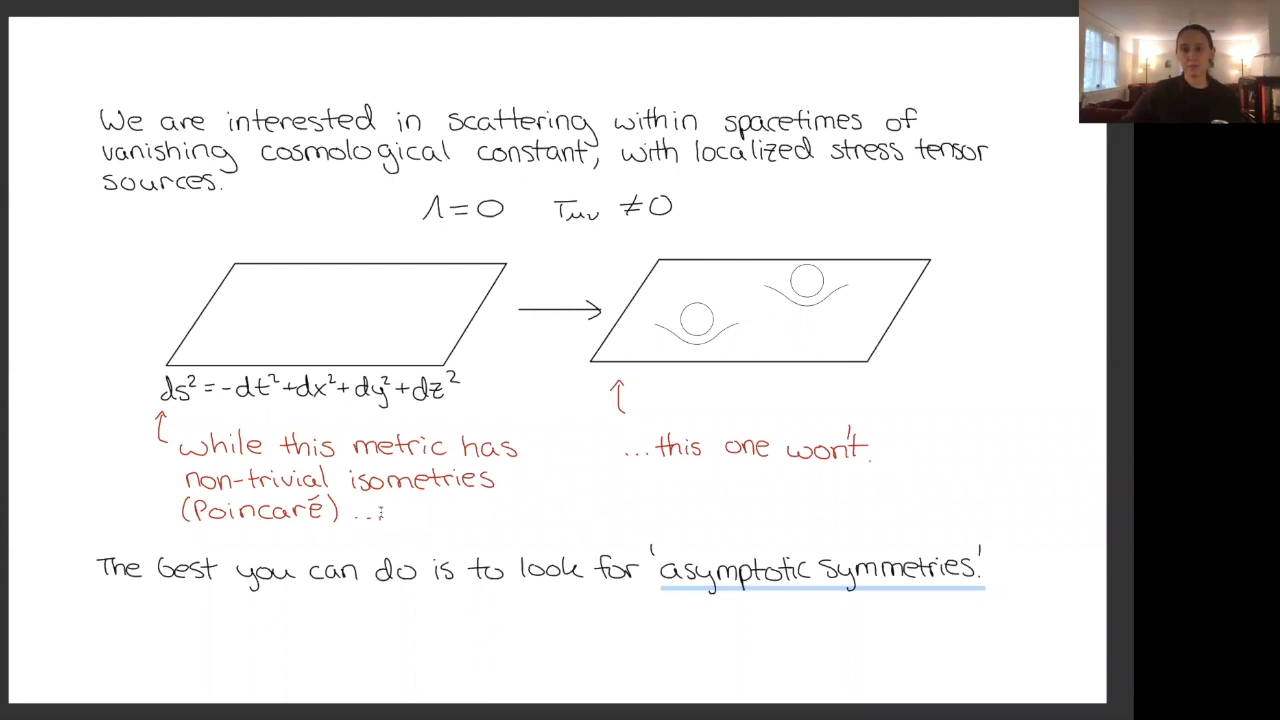 We are interested in scattering within spacetimes of
vanishing cosmological constant, with localized stress tensor
sources.
Λ=0 Tμν ≠0
ds²=-dt²+dx²+dy²+dz²
while this metric has
non-trivial isometries
(Poincaré) ...
...this one won't.
The best you can do is to look for 'asymptotic symmetries.'